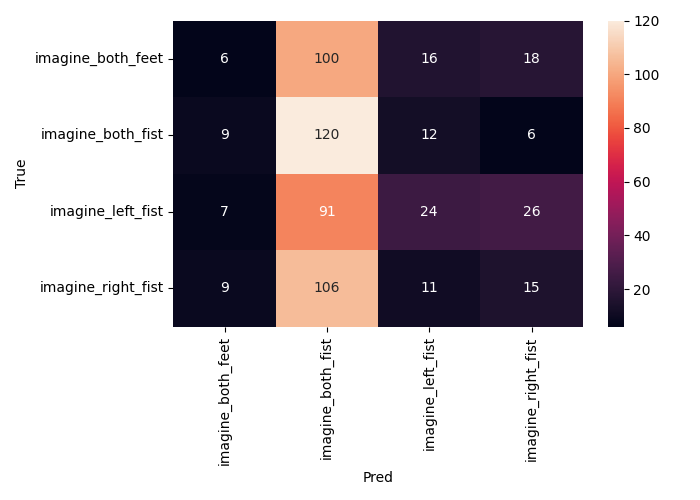 imagine_both_feet 6 100 16 18
imagine_both_fist 9 120 12 6
imagine_left_fist 7 91 24 26
imagine_right_fist 9 106 11 15
True
imagine_both_feet
imagine_both_fist
imagine_left_fist
imagine_right_fist
Pred
120
100
80
60
40
20